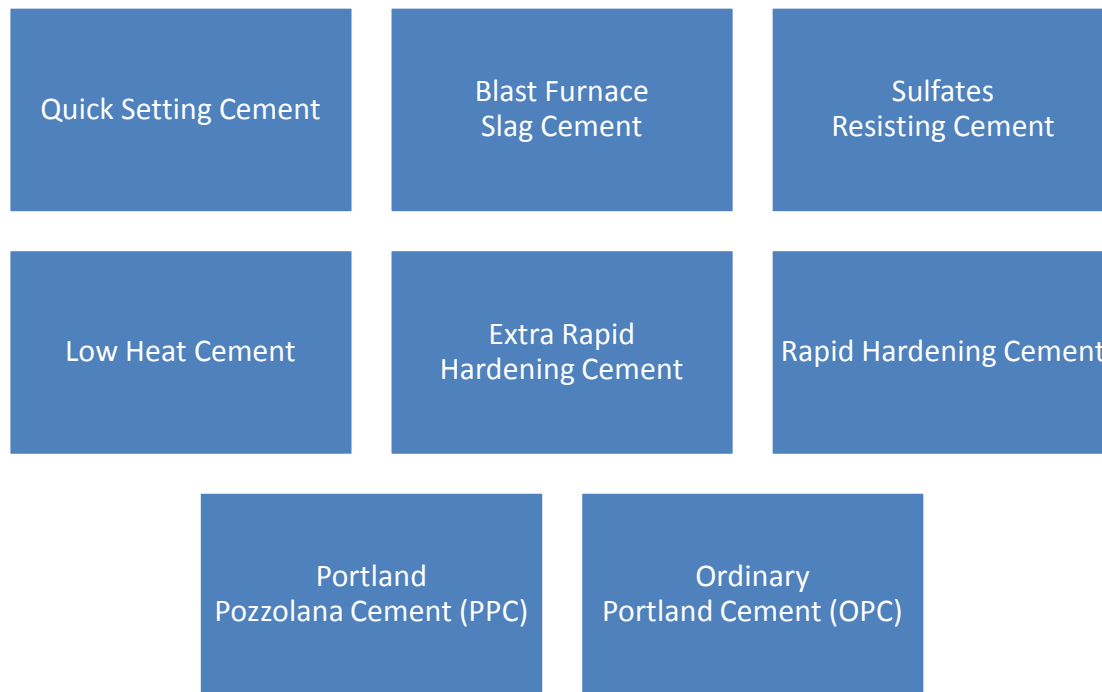 Quick Setting Cement
Blast Furnace
Slag Cement
Sulfates
Resisting Cement
Low Heat Cement
Extra Rapid
Hardening Cement
Rapid Hardening Cement
Portland
Pozzolana Cement (PPC)
Ordinary
Portland Cement (OPC)